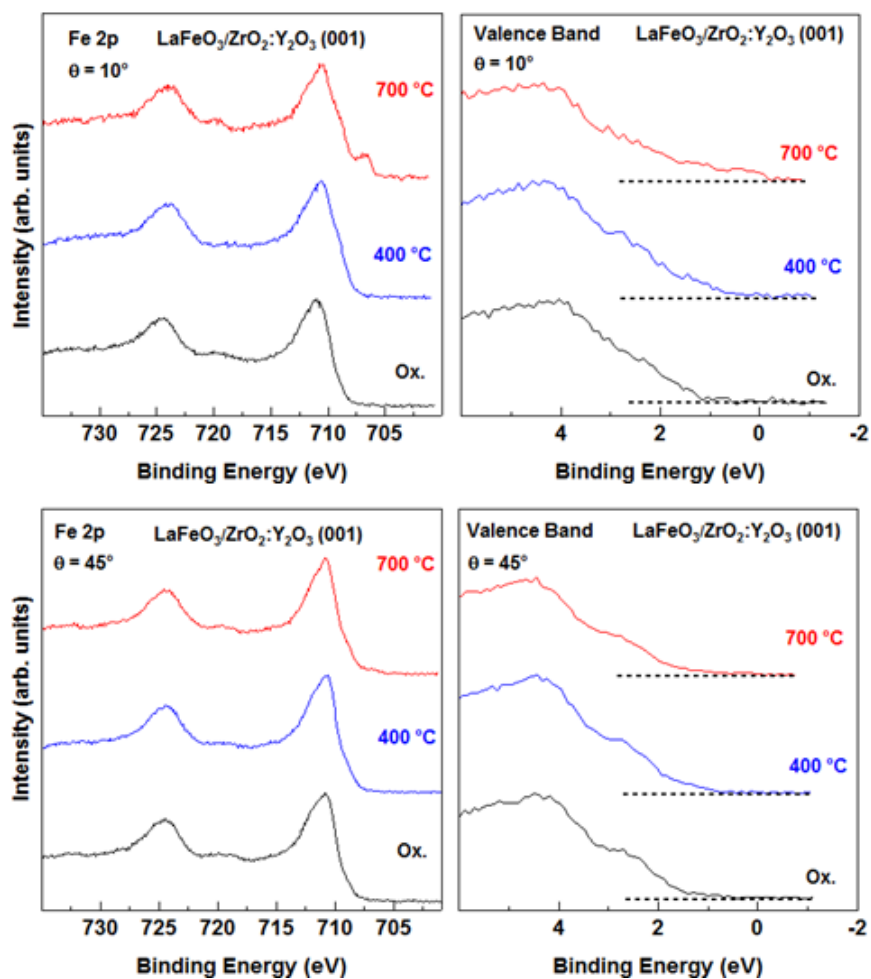 Fe 2p LaFeO₃/ZrO₂:Y₂O₃ (001)
θ = 10°
700 °C
400 °C
Ox.
Intensity (arb. units)
730 725 720 715 710 705
Binding Energy (eV)
Valence Band LaFeO₃/ZrO₂:Y₂O₃ (001)
θ = 10°
700 °C
400 °C
Ox.
4 2 0 -2
Binding Energy (eV)
Fe 2p LaFeO₃/ZrO₂:Y₂O₃ (001)
θ = 45°
700 °C
400 °C
Ox.
Intensity (arb. units)
730 725 720 715 710 705
Binding Energy (eV)
Valence Band LaFeO₃/ZrO₂:Y₂O₃ (001)
θ = 45°
700 °C
400 °C
Ox.
4 2 0 -2
Binding Energy (eV)